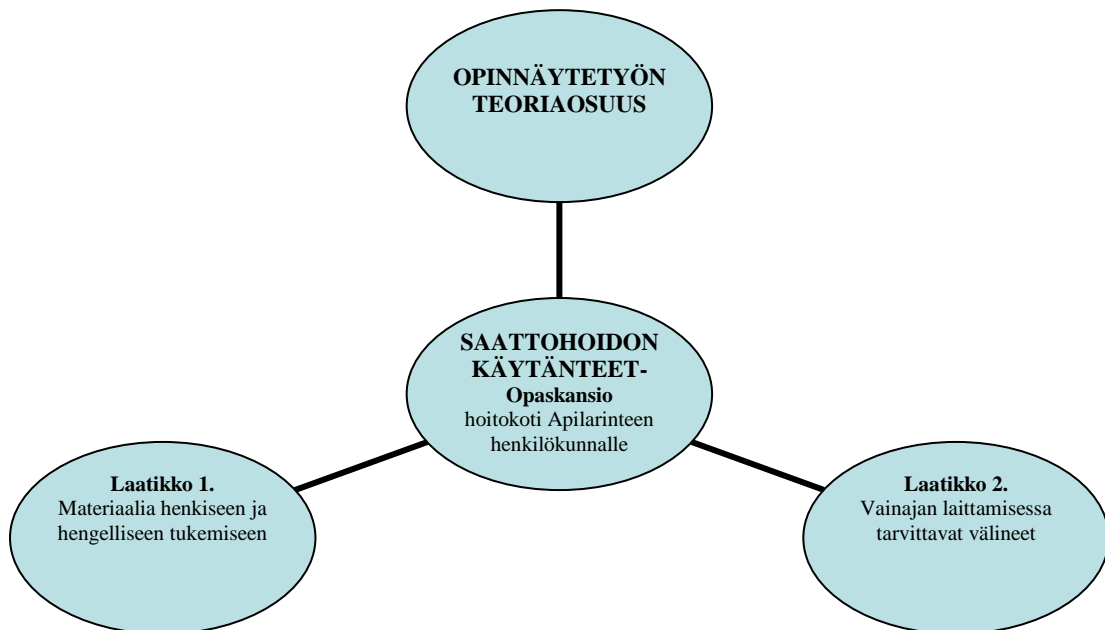 OPINNÄYTETYÖN
TEORIAOSUUS
SAATTOHOIDON
KÄYTÄNTEET-
Opaskansio
hoitokoti Apilarinteen
henkilökunnalle
Laatikko 1.
Materiaalia henkiseen ja
hengelliseen tukemiseen
Laatikko 2.
Vainajan laittamisessa
tarvittavat välineet